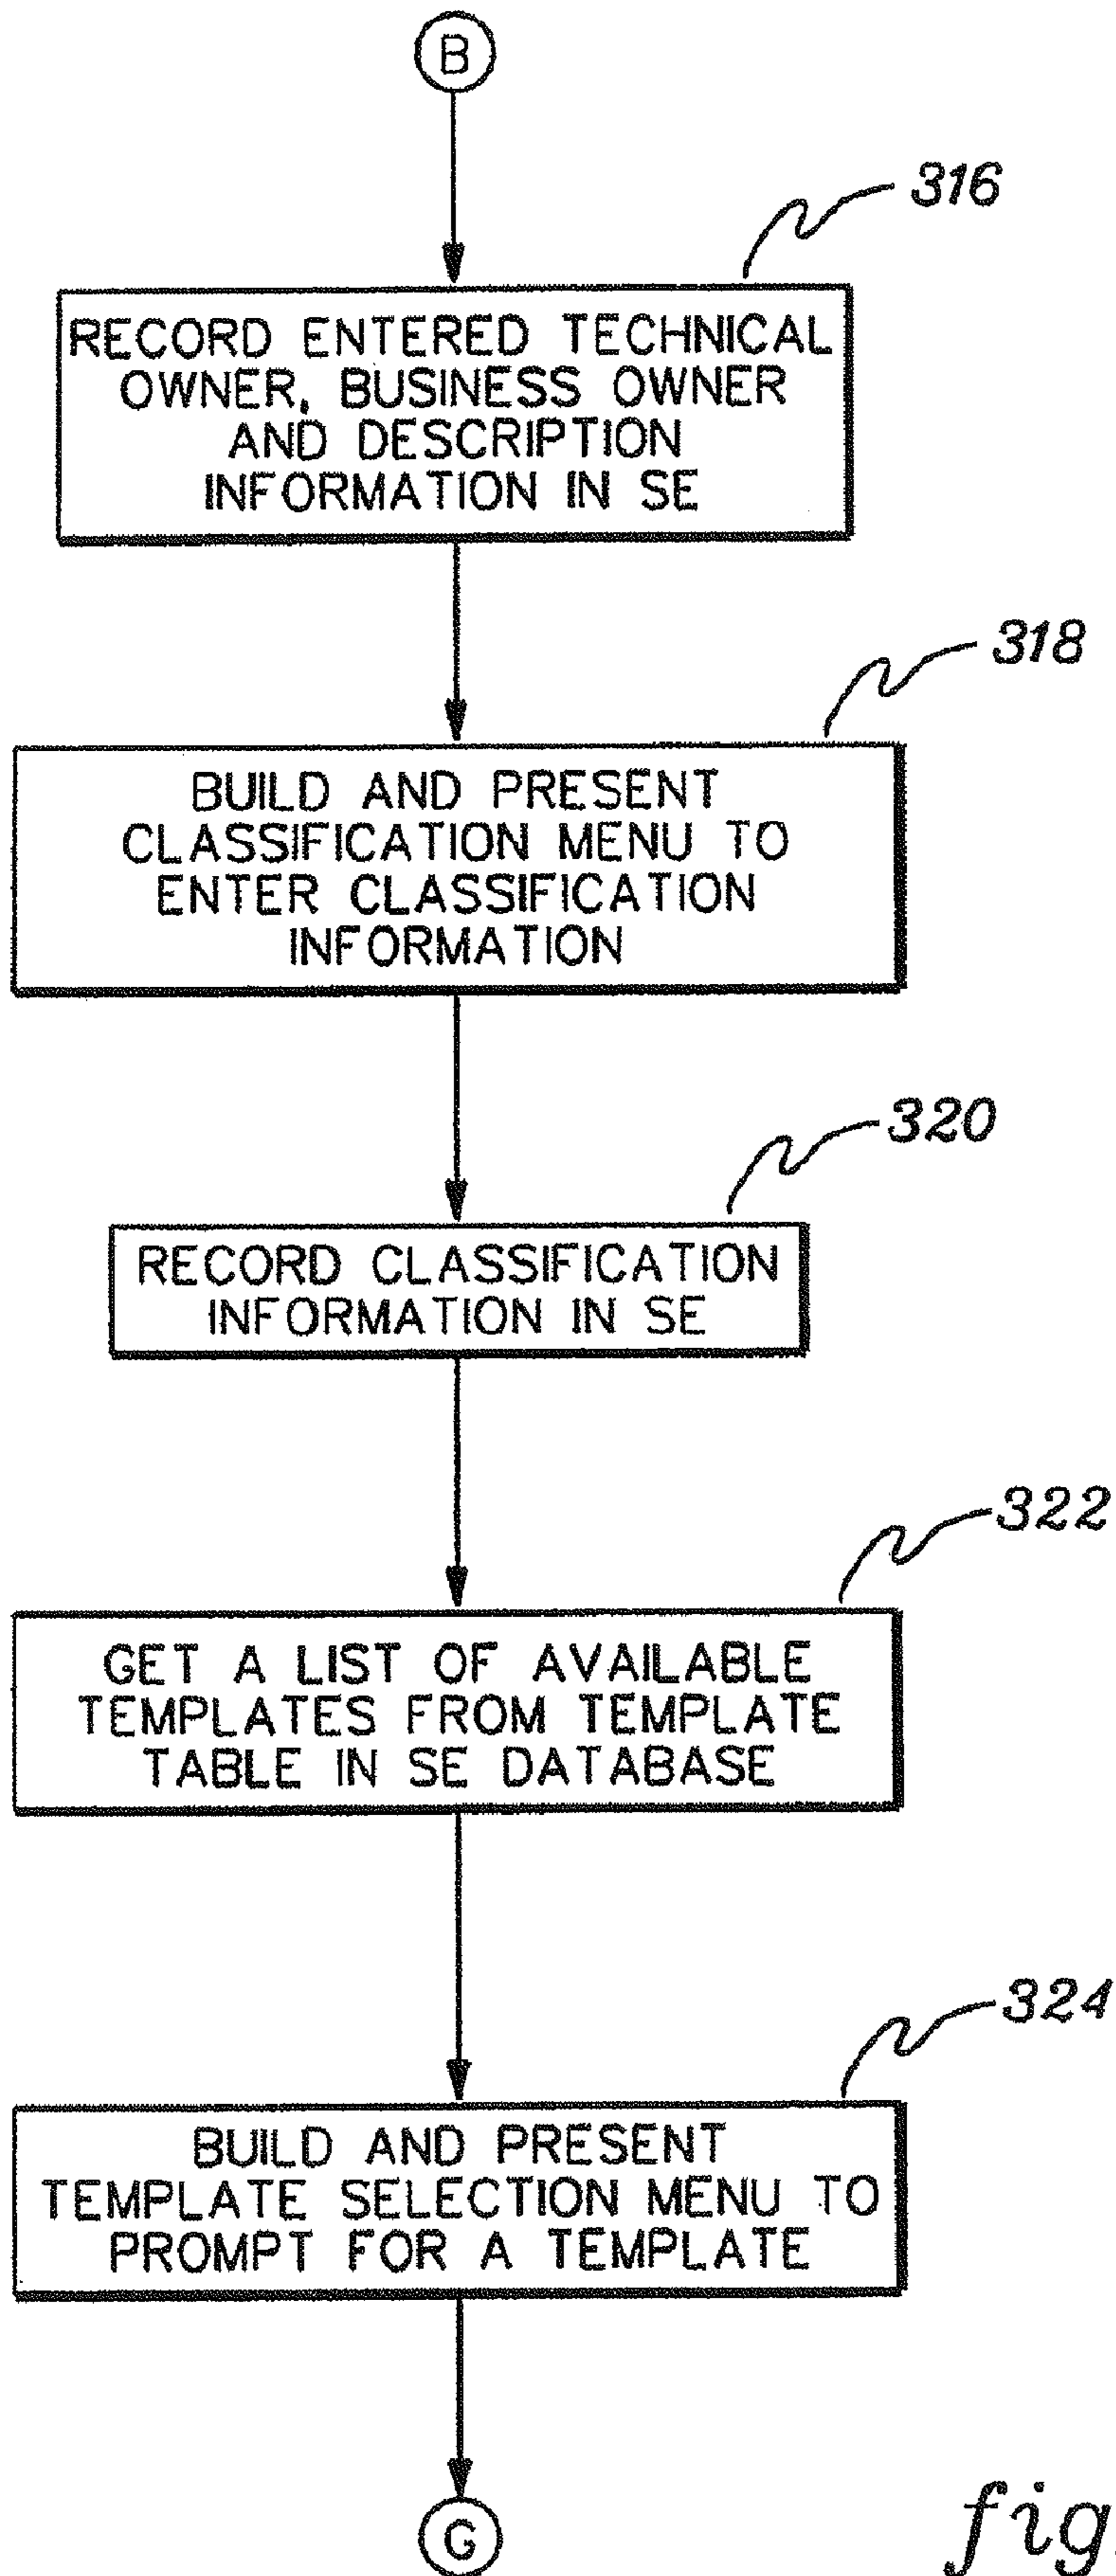 B
316
RECORD ENTERED TECHNICAL
OWNER, BUSINESS OWNER
AND DESCRIPTION
INFORMATION IN SE
318
BUILD AND PRESENT
CLASSIFICATION MENU TO
ENTER CLASSIFICATION
INFORMATION
320
RECORD CLASSIFICATION
INFORMATION IN SE
322
GET A LIST OF AVAILABLE
TEMPLATES FROM TEMPLATE
TABLE IN SE DATABASE
324
BUILD AND PRESENT
TEMPLATE SELECTION MENU TO
PROMPT FOR A TEMPLATE
G
fig.